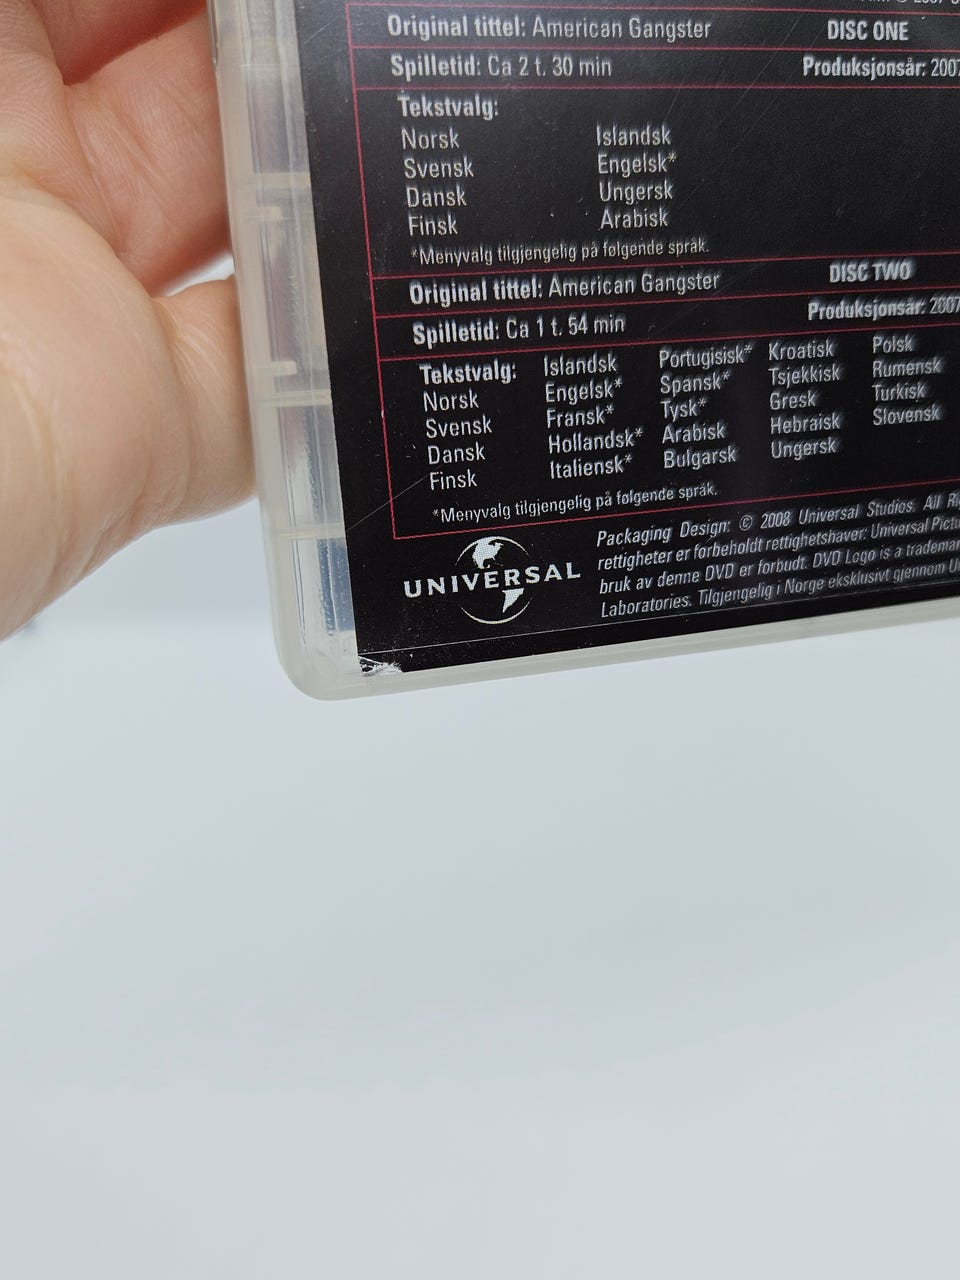 Original tittel: American Gangster DISC ONE
Spilletid: Ca 2 t. 30 min Produksjonsår: 2007
Tekstvalg:
Norsk Islandsk
Svensk Engelsk*
Dansk Ungersk
Finsk Arabisk
*Menyvalg tilgjengelig på følgende språk.
Original tittel: American Gangster DISC TWO
Spilletid: Ca 1 t. 54 min Produksjonsår: 2007
Tekstvalg: Islandsk Portugisisk* Kroatisk Polsk
Norsk Engelsk* Spansk* Tsjekkisk Rumensk
Svensk Fransk* Tysk* Gresk Turkisk
Dansk Hollandsk* Arabisk Hebraisk Slovensk
Finsk Italiensk* Bulgarsk Ungersk
*Menyvalg tilgjengelig på følgende språk.
UNIVERSAL
Packaging Design: © 2008 Universal Studios. All
rettigheter er forbeholdt rettighetshaver: Universal
bruk av denne DVD er forbudt. DVD Logo is a
Laboratories. Tilgjengelig i Norge eksklusivt gjennom